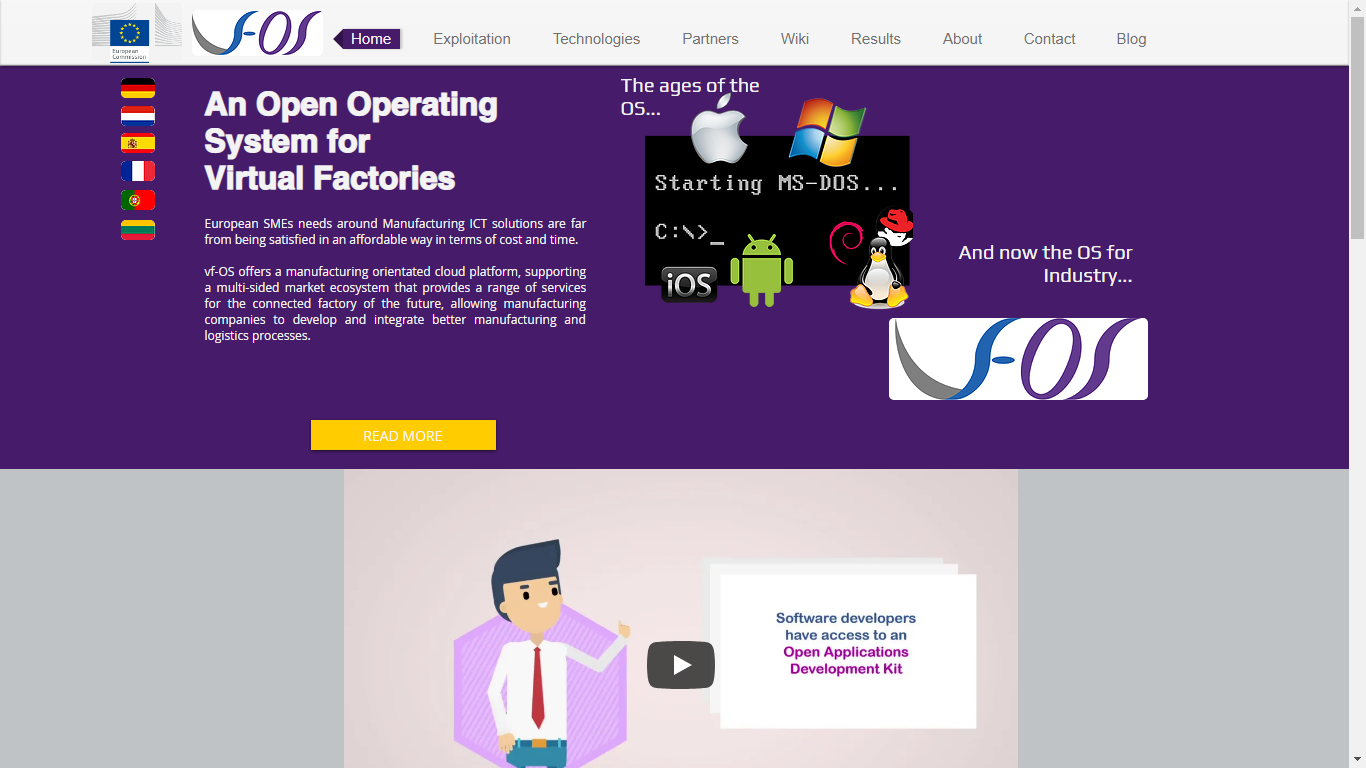 European
Commission
vf-OS
Home
Exploitation
Technologies
Partners
Wiki
Results
About
Contact
Blog
An Open Operating
System for
Virtual Factories
European SMEs needs around Manufacturing ICT solutions are far
from being satisfied in an affordable way in terms of cost and time.
vf-OS offers a manufacturing orientated cloud platform, supporting
a multi-sided market ecosystem that provides a range of services
for the connected factory of the future, allowing manufacturing
companies to develop and integrate better manufacturing and
logistics processes.
READ MORE
The ages of the
OS...
Starting MS-DOS...
C:\>_
iOS
And now the OS for
Industry...
vf-OS
Software developers
have access to an
Open Applications
Development Kit